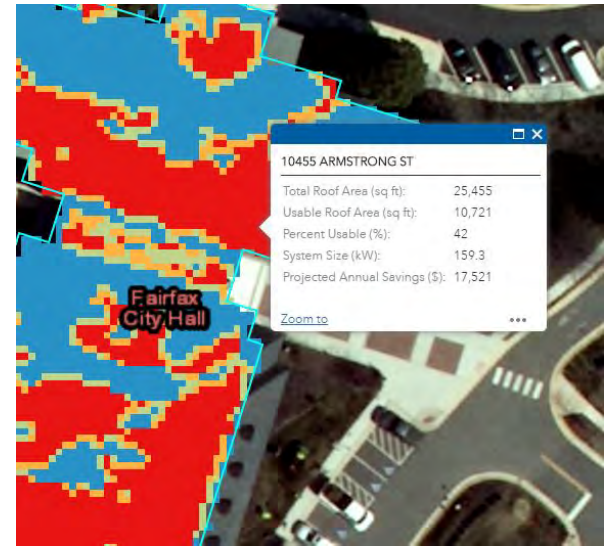 10455 ARMSTRONG ST
Total Roof Area (sq ft): 25,455
Usable Roof Area (sq ft): 10,721
Percent Usable (%): 42
System Size (kW): 159.3
Projected Annual Savings ($): 17,521
Fairfax
City Hall
Zoom to